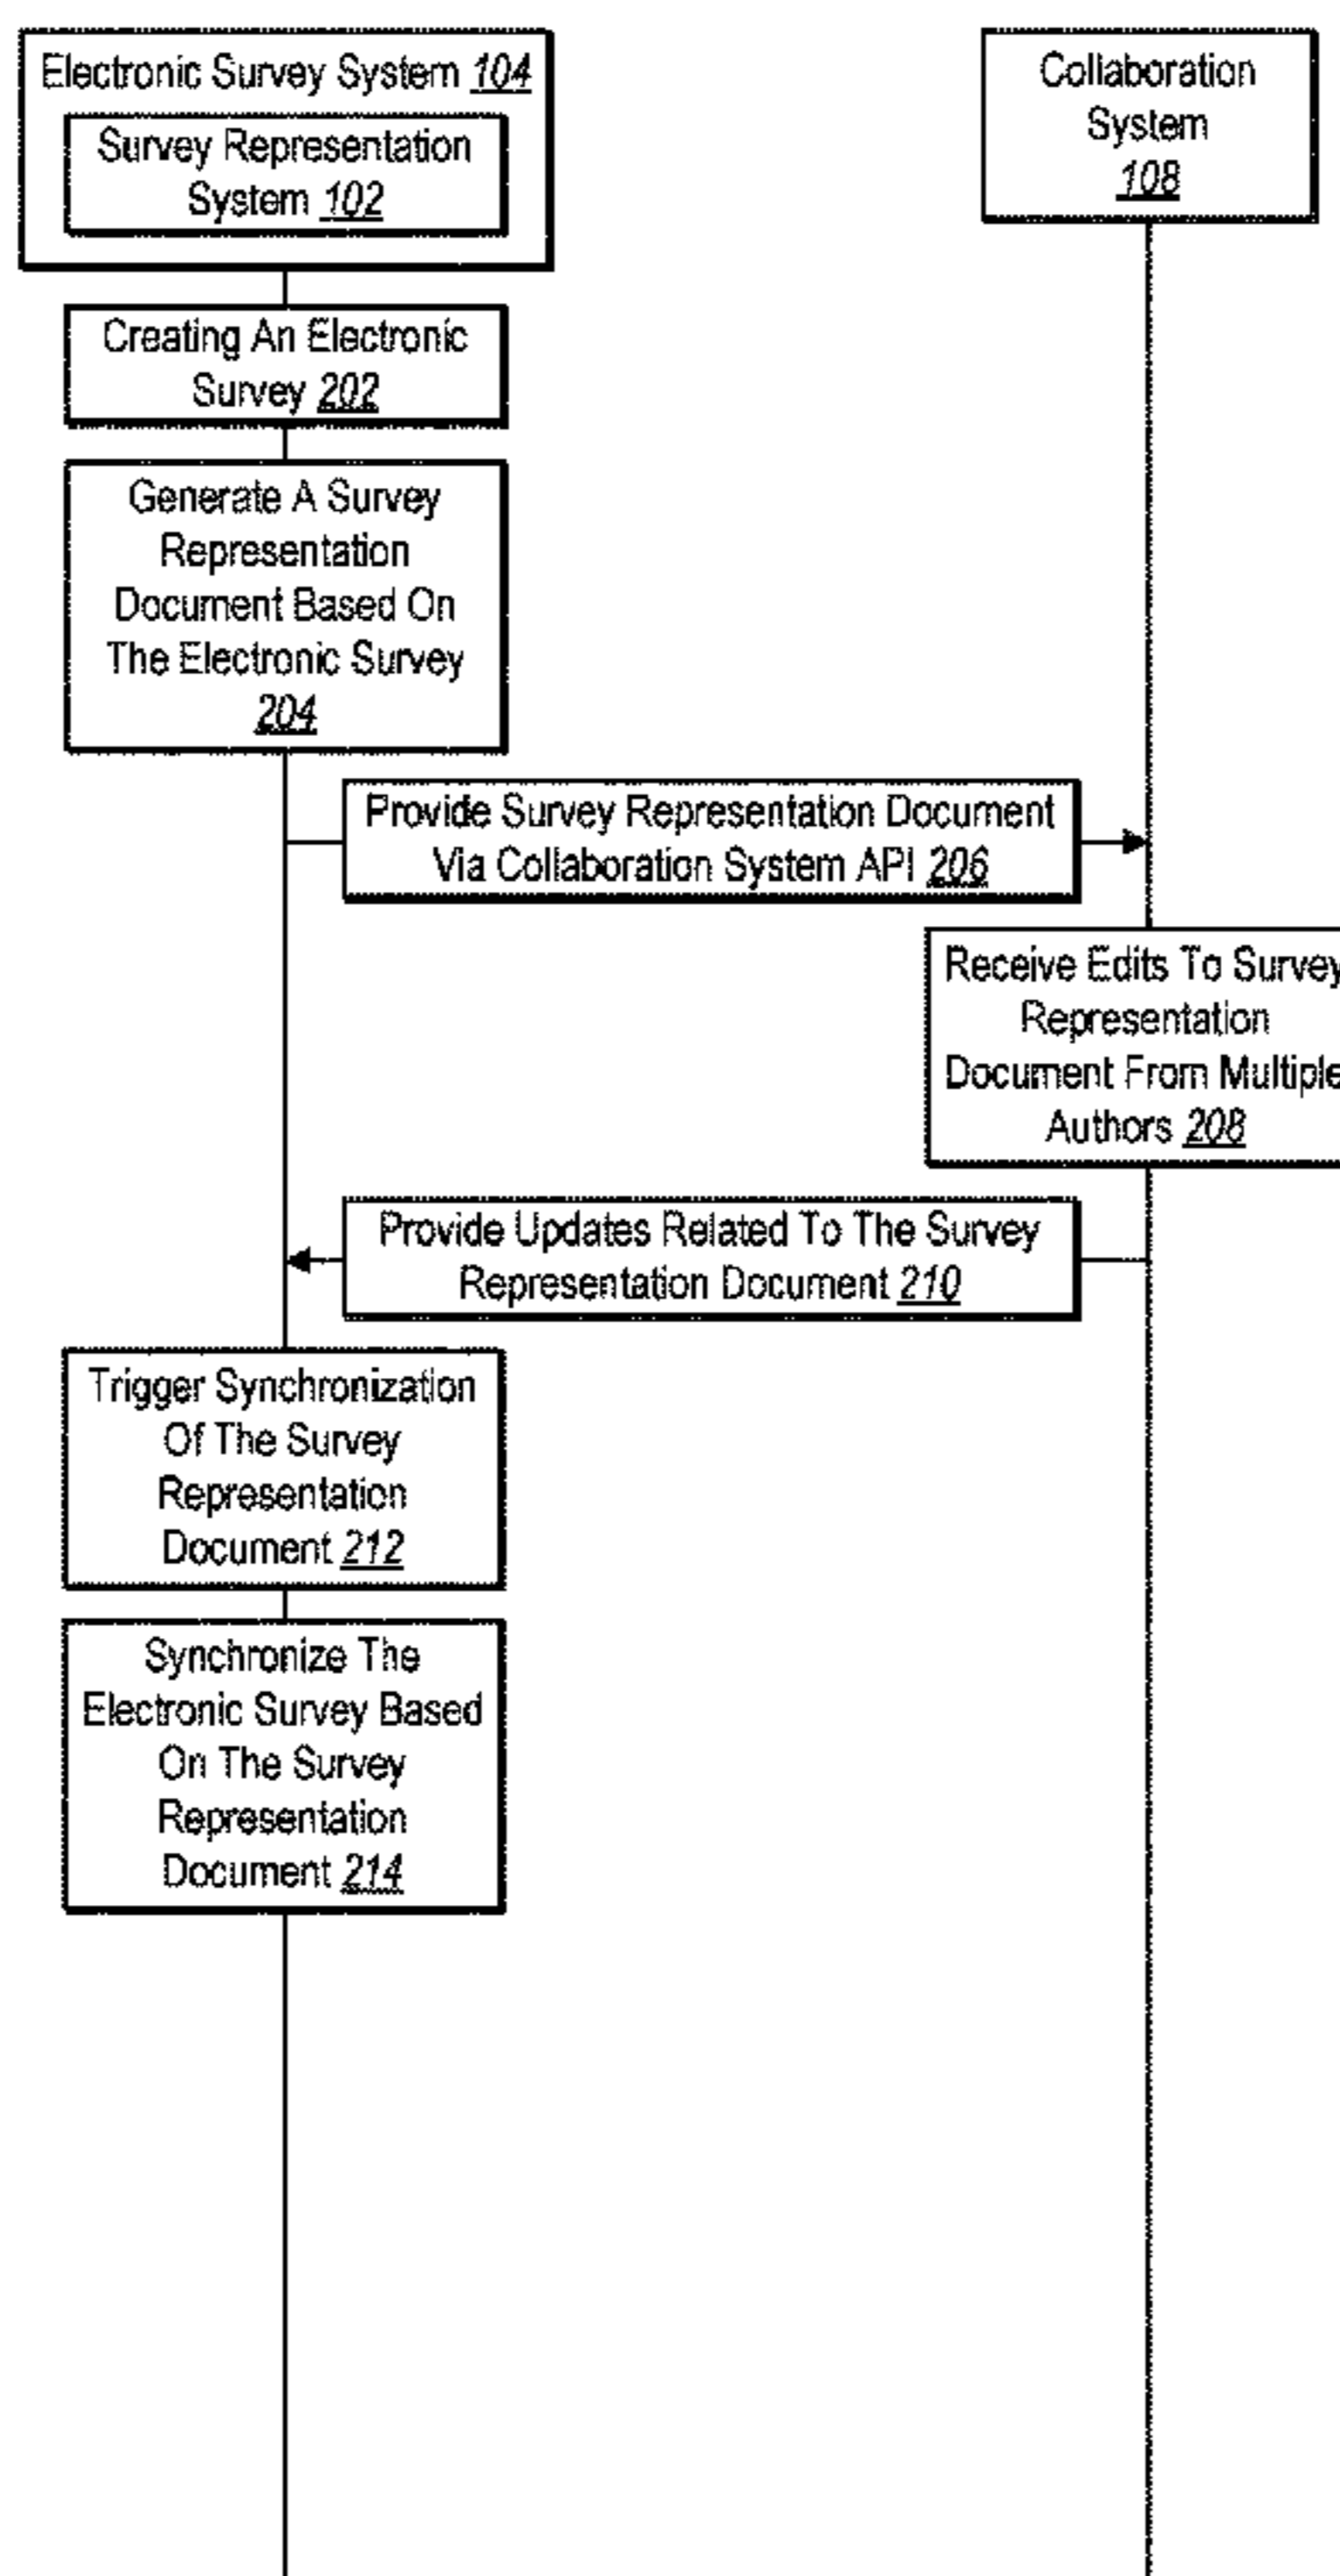 Electronic Survey System 104
Survey Representation
System 102
Collaboration
System
108
Creating An Electronic
Survey 202
Generate A Survey
Representation
Document Based On
The Electronic Survey
204
Provide Survey Representation Document
Via Collaboration System API 206
Receive Edits To Survey
Representation
Document From Multiple
Authors 208
Provide Updates Related To The Survey
Representation Document 210
Trigger Synchronization
Of The Survey
Representation
Document 212
Synchronize The
Electronic Survey Based
On The Survey
Representation
Document 214